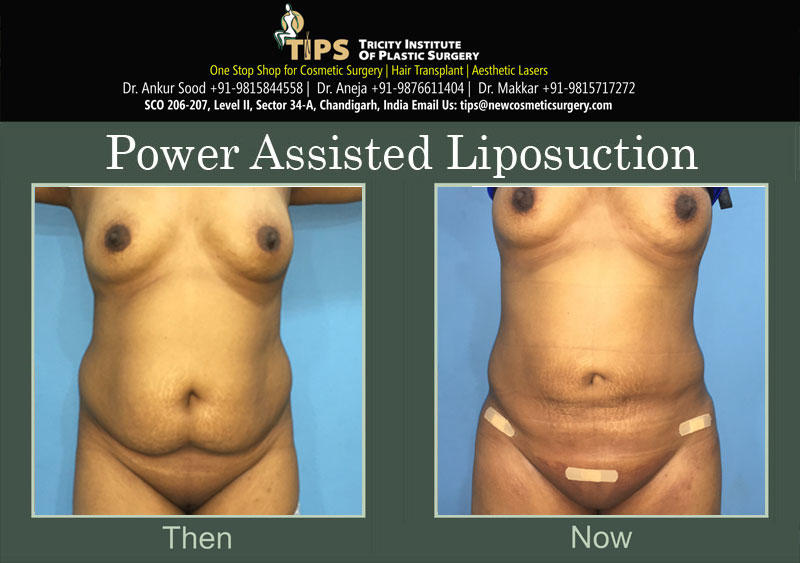 TIPS TRICITY INSTITUTE
OF PLASTIC SURGERY
One Stop Shop for Cosmetic Surgery | Hair Transplant | Aesthetic Lasers
Dr. Ankur Sood +91-9815844558 | Dr. Aneja +91-9876611404 | Dr. Makkar +91-9815717272
SCO 206-207, Level II, Sector 34-A, Chandigarh, India Email Us: tips@newcosmeticsurgery.com
Power Assisted Liposuction
Then Now